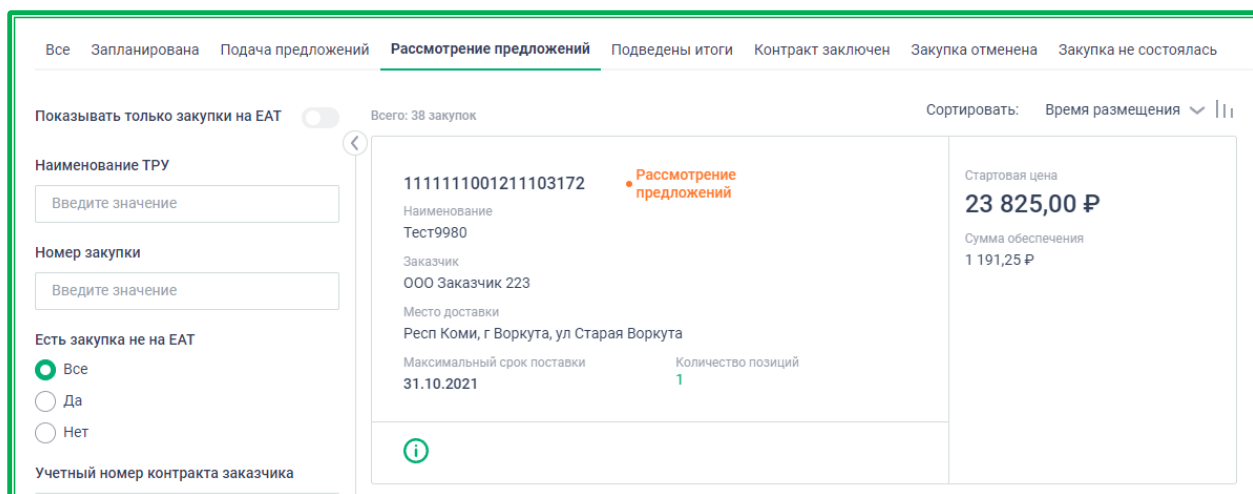 Все Запланирована Подача предложений Рассмотрение предложений Подведены итоги Контракт заключен Закупка отменена Закупка не состоялась
Показывать только закупки на ЕАТ
Наименование ТРУ
Введите значение
Номер закупки
Введите значение
Есть закупка не на ЕАТ
Все
Да
Нет
Учетный номер контракта заказчика
Всего: 38 закупок
Сортировать: Время размещения
1111111001211103172
Рассмотрение
предложений
Наименование
Тест9980
Заказчик
ООО Заказчик 223
Место доставки
Респ Коми, г Воркута, ул Старая Воркута
Максимальный срок поставки Количество позиций
31.10.2021 1
Стартовая цена
23 825,00 ₽
Сумма обеспечения
1 191,25 ₽